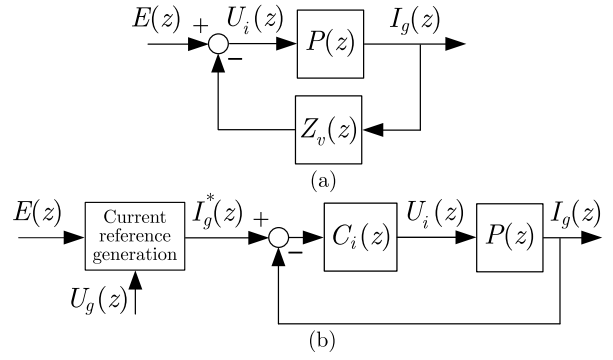 E(z) + U_i(z) P(z) I_g(z)
−
Z_v(z)
(a)
E(z) Current reference generation I_g^*(z) + C_i(z) U_i(z) P(z) I_g(z)
−
U_g(z)
(b)